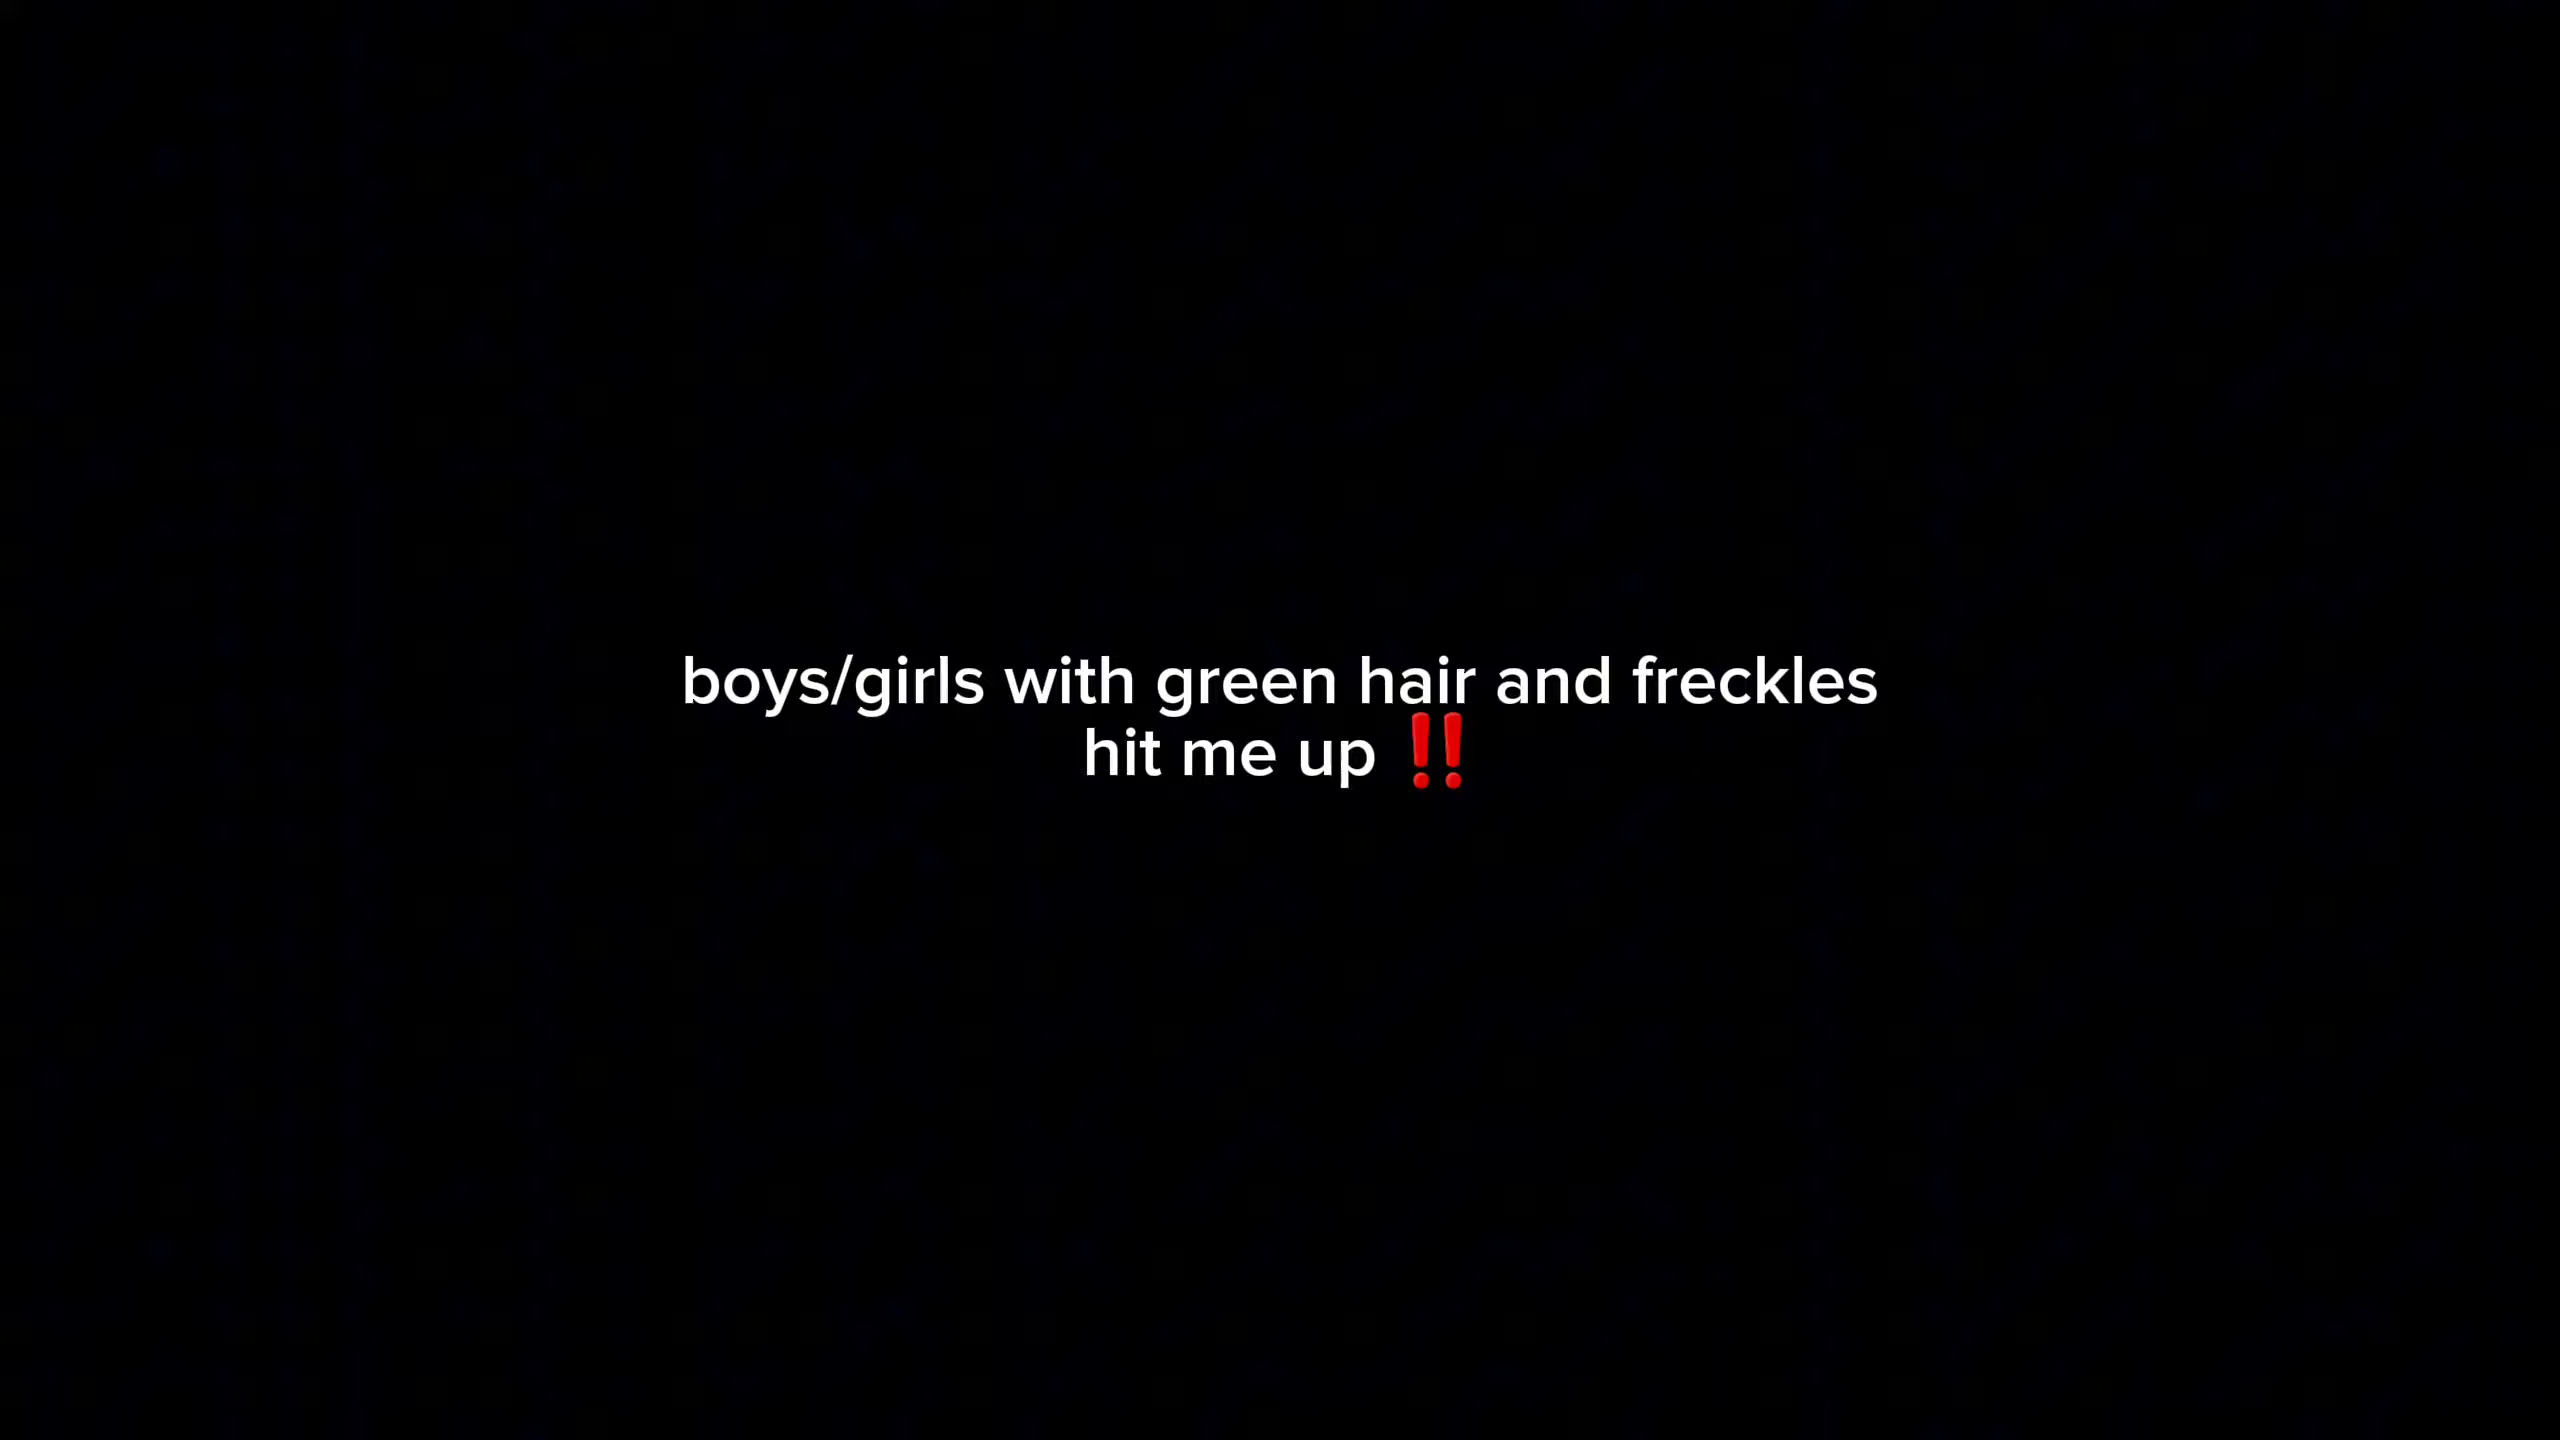 boys/girls with green hair and freckles
hit me up ‼️